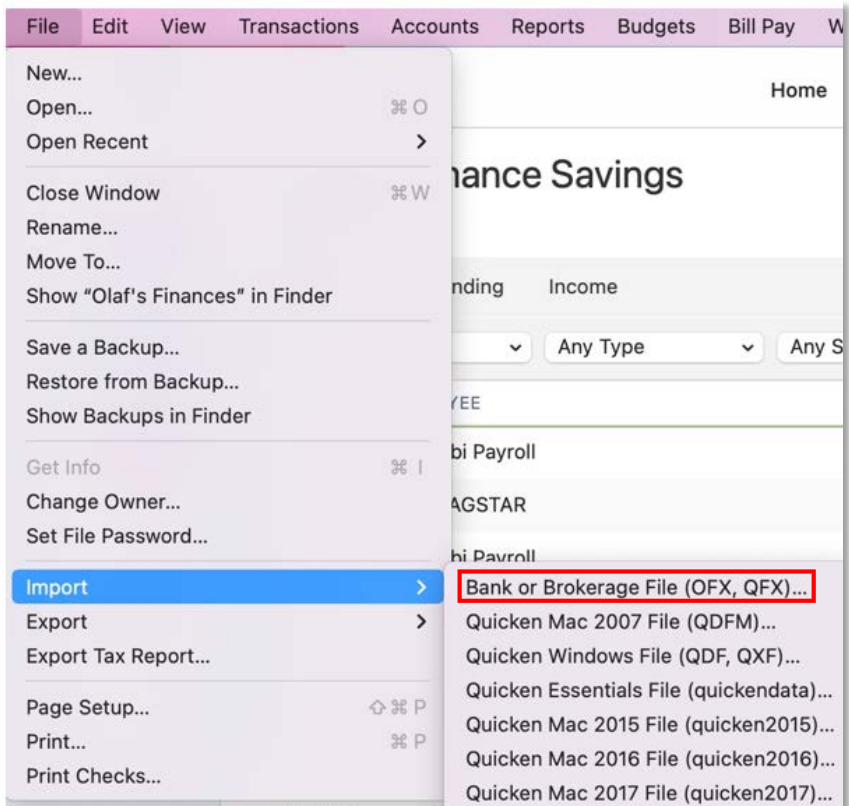 File Edit View Transactions Accounts Reports Budgets Bill Pay W
New...
Open... ⌘ O
Open Recent >
Close Window ⌘ W
Rename...
Move To...
Show “Olaf's Finances” in Finder
Save a Backup...
Restore from Backup...
Show Backups in Finder
Get Info ⌘ I
Change Owner...
Set File Password...
Import >
Export >
Export Tax Report...
Page Setup... ⇧ ⌘ P
Print... ⌘ P
Print Checks...
Home
nance Savings
nding Income
Any Type Any S
YEE
bi Payroll
AGSTAR
bi Payroll
Bank or Brokerage File (OFX, QFX)...
Quicken Mac 2007 File (QDFM)...
Quicken Windows File (QDF, QXF)...
Quicken Essentials File (quickendata)...
Quicken Mac 2015 File (quicken2015)...
Quicken Mac 2016 File (quicken2016)...
Quicken Mac 2017 File (quicken2017)...